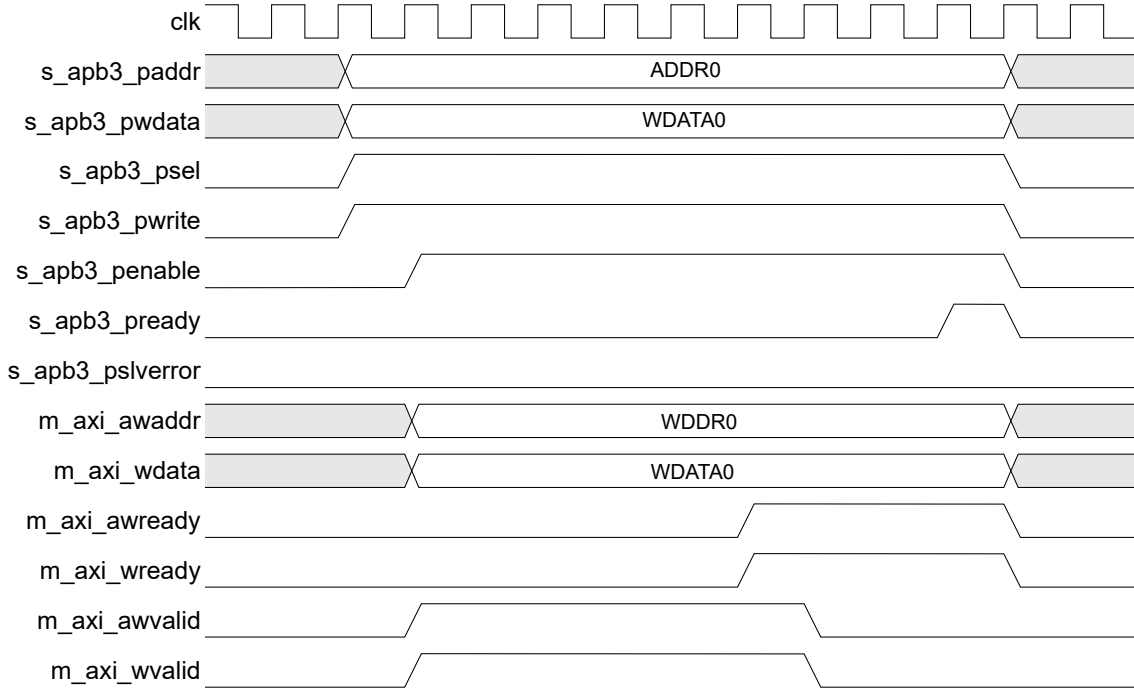 clk
s_apb3_paddr ADDR0
s_apb3_pwdata WDATA0
s_apb3_psel
s_apb3_pwrite
s_apb3_penable
s_apb3_pready
s_apb3_pslverror
m_axi_awaddr WDDR0
m_axi_wdata WDATA0
m_axi_awready
m_axi_wready
m_axi_awvalid
m_axi_wvalid